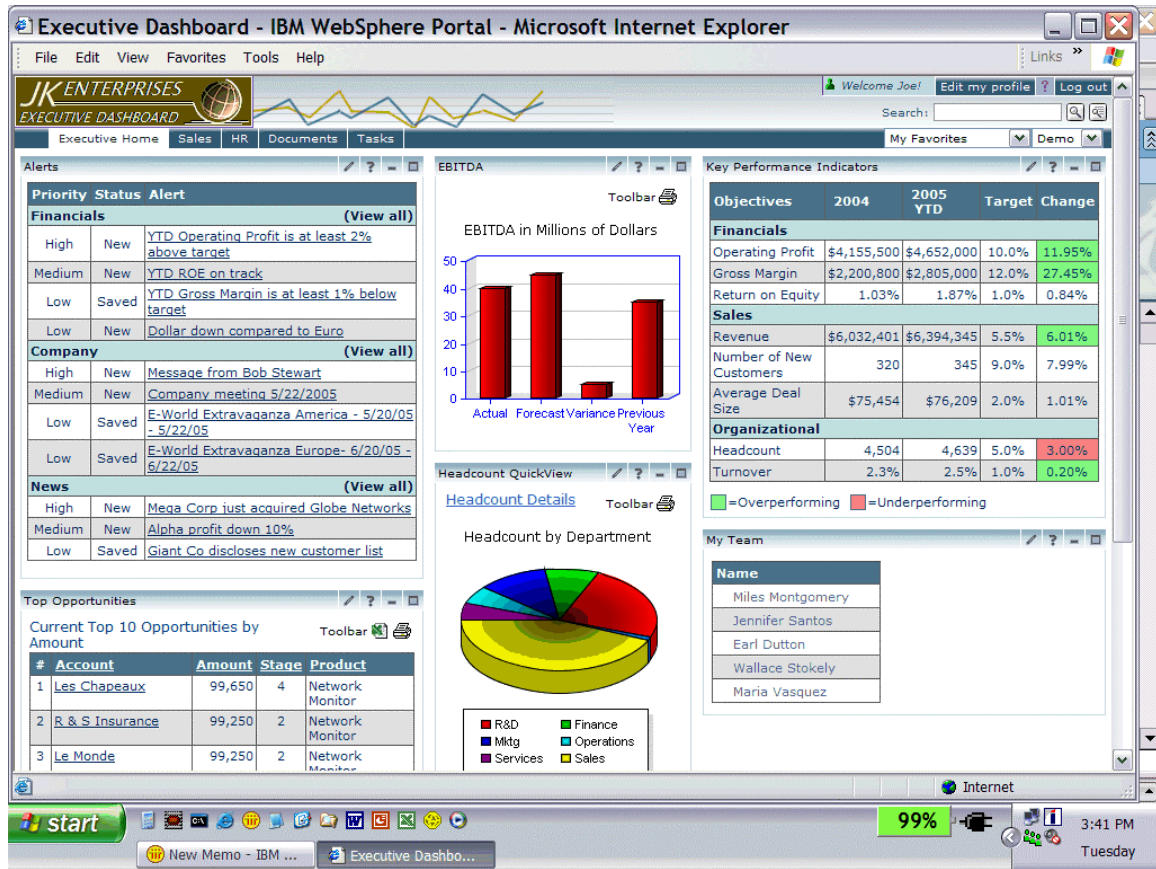 Executive Dashboard - IBM WebSphere Portal - Microsoft Internet Explorer
File Edit View Favorites Tools Help
Links »
JK ENTERPRISES
EXECUTIVE DASHBOARD
Welcome Joe! Edit my profile ? Log out
Search:
Executive Home Sales HR Documents Tasks
My Favorites Demo
Alerts
Priority Status Alert
Financials (View all)
High New YTD Operating Profit is at least 2%
above target
Medium New YTD ROE on track
Low Saved YTD Gross Margin is at least 1% below
target
Low New Dollar down compared to Euro
Company (View all)
High New Message from Bob Stewart
Medium New Company meeting 5/22/2005
Low Saved E-World Extravaganza America - 5/20/05
- 5/22/05
Low Saved E-World Extravaganza Europe- 6/20/05 -
6/22/05
News (View all)
High New Mega Corp just acquired Globe Networks
Medium New Alpha profit down 10%
Low Saved Giant Co discloses new customer list
Top Opportunities
Current Top 10 Opportunities by
Amount
Toolbar
# Account Amount Stage Product
1 Les Chapeaux 99,650 4 Network
Monitor
2 R & S Insurance 99,250 2 Network
Monitor
3 Le Monde 99,250 2 Network
Monitor
EBITDA
Toolbar
EBITDA in Millions of Dollars
50
40
30
20
10
0
Actual Forecast Variance Previous
Year
Headcount QuickView
Headcount Details Toolbar
Headcount by Department
R&D Finance
Mktg Operations
Services Sales
Key Performance Indicators
Objectives 2004 2005
YTD Target Change
Financials
Operating Profit $4,155,500 $4,652,000 10.0% 11.95%
Gross Margin $2,200,800 $2,805,000 12.0% 27.45%
Return on Equity 1.03% 1.87% 1.0% 0.84%
Sales
Revenue $6,032,401 $6,394,345 5.5% 6.01%
Number of New
Customers 320 345 9.0% 7.99%
Average Deal
Size $75,454 $76,209 2.0% 1.01%
Organizational
Headcount 4,504 4,639 5.0% 3.00%
Turnover 2.3% 2.5% 1.0% 0.20%
=Overperforming =Underperforming
My Team
Name
Miles Montgomery
Jennifer Santos
Earl Dutton
Wallace Stokely
Maria Vasquez
Internet
start
99%
3:41 PM
Tuesday
New Memo - IBM ...
Executive Dashbo...